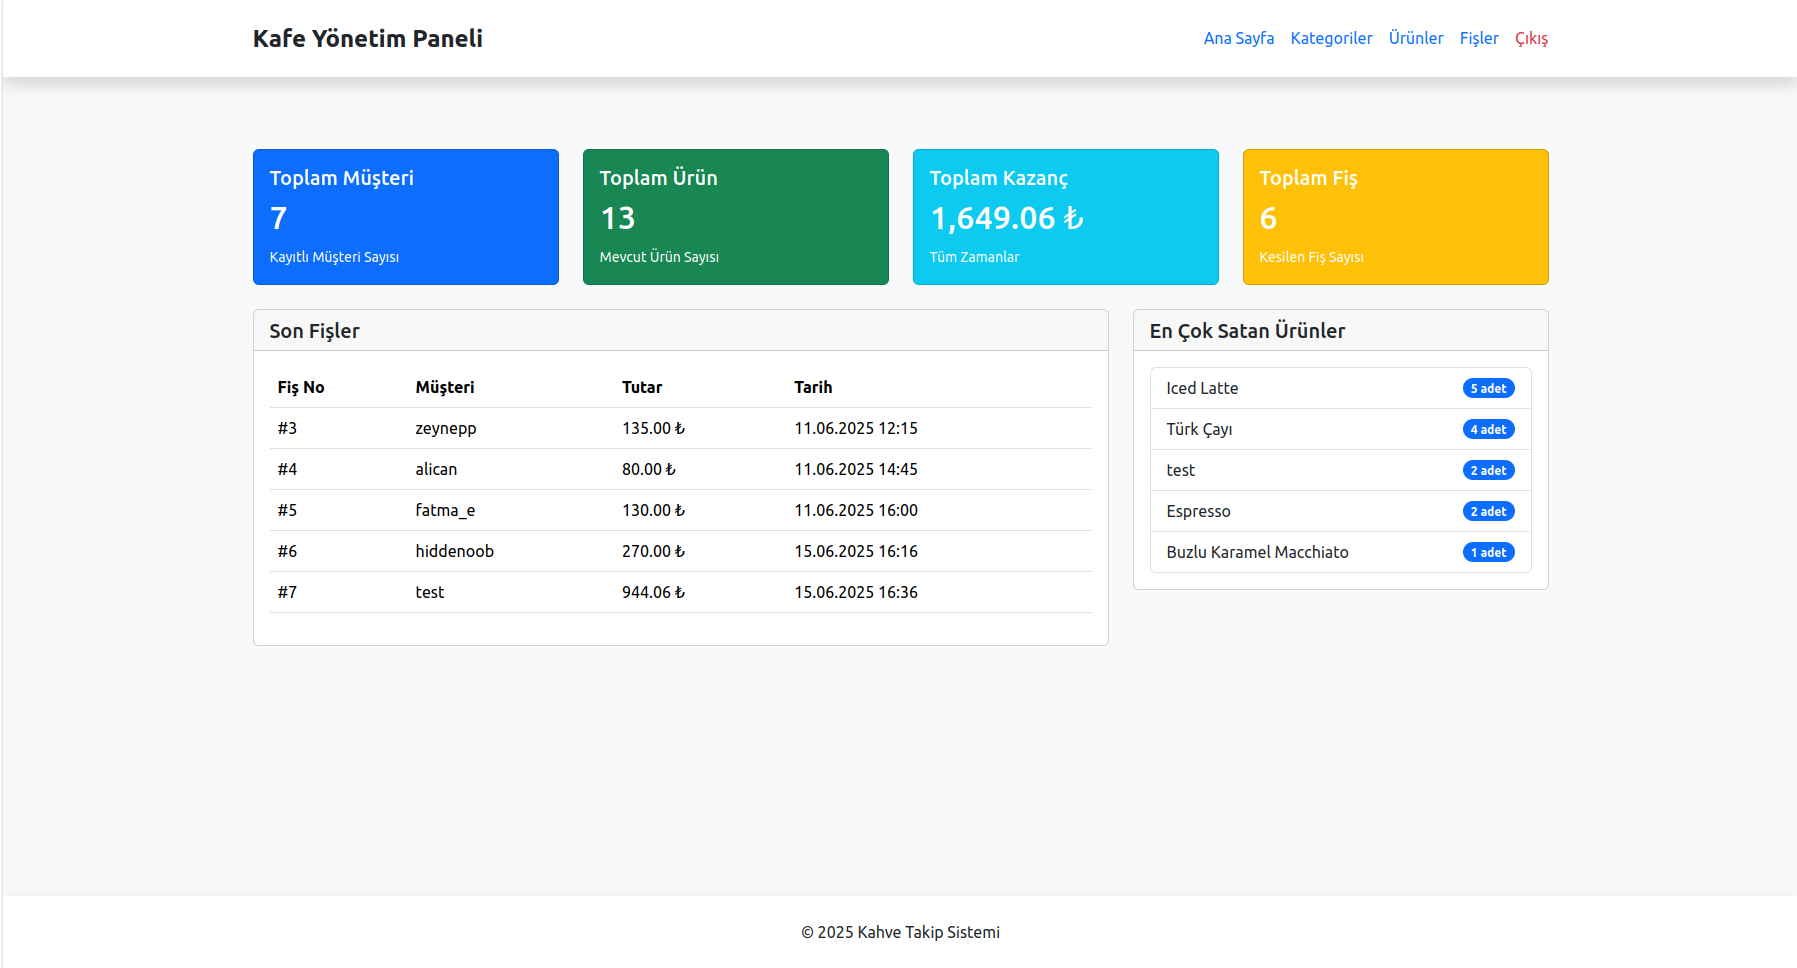 Kafe Yönetim Paneli
Ana Sayfa Kategoriler Ürünler Fişler Çıkış
Toplam Müşteri
7
Kayıtlı Müşteri Sayısı
Toplam Ürün
13
Mevcut Ürün Sayısı
Toplam Kazanç
1,649.06 ₺
Tüm Zamanlar
Toplam Fiş
6
Kesilen Fiş Sayısı
Son Fişler
Fiş No Müşteri Tutar Tarih
#3 zeynepp 135.00 ₺ 11.06.2025 12:15
#4 alican 80.00 ₺ 11.06.2025 14:45
#5 fatma_e 130.00 ₺ 11.06.2025 16:00
#6 hiddenoob 270.00 ₺ 15.06.2025 16:16
#7 test 944.06 ₺ 15.06.2025 16:36
En Çok Satan Ürünler
Iced Latte 5 adet
Türk Çayı 4 adet
test 2 adet
Espresso 2 adet
Buzlu Karamel Macchiato 1 adet
© 2025 Kahve Takip Sistemi